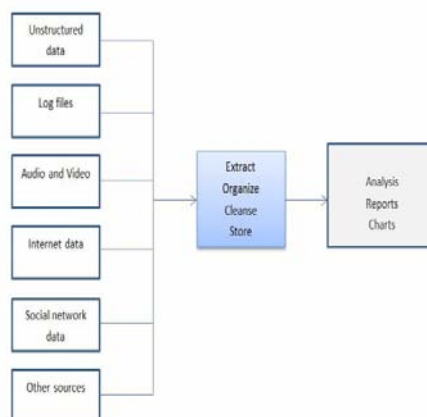 Unstructured
data
Log files
Audio and Video
Internet data
Social network
data
Other sources
Extract
Organize
Cleanse
Store
Analysis
Reports
Charts